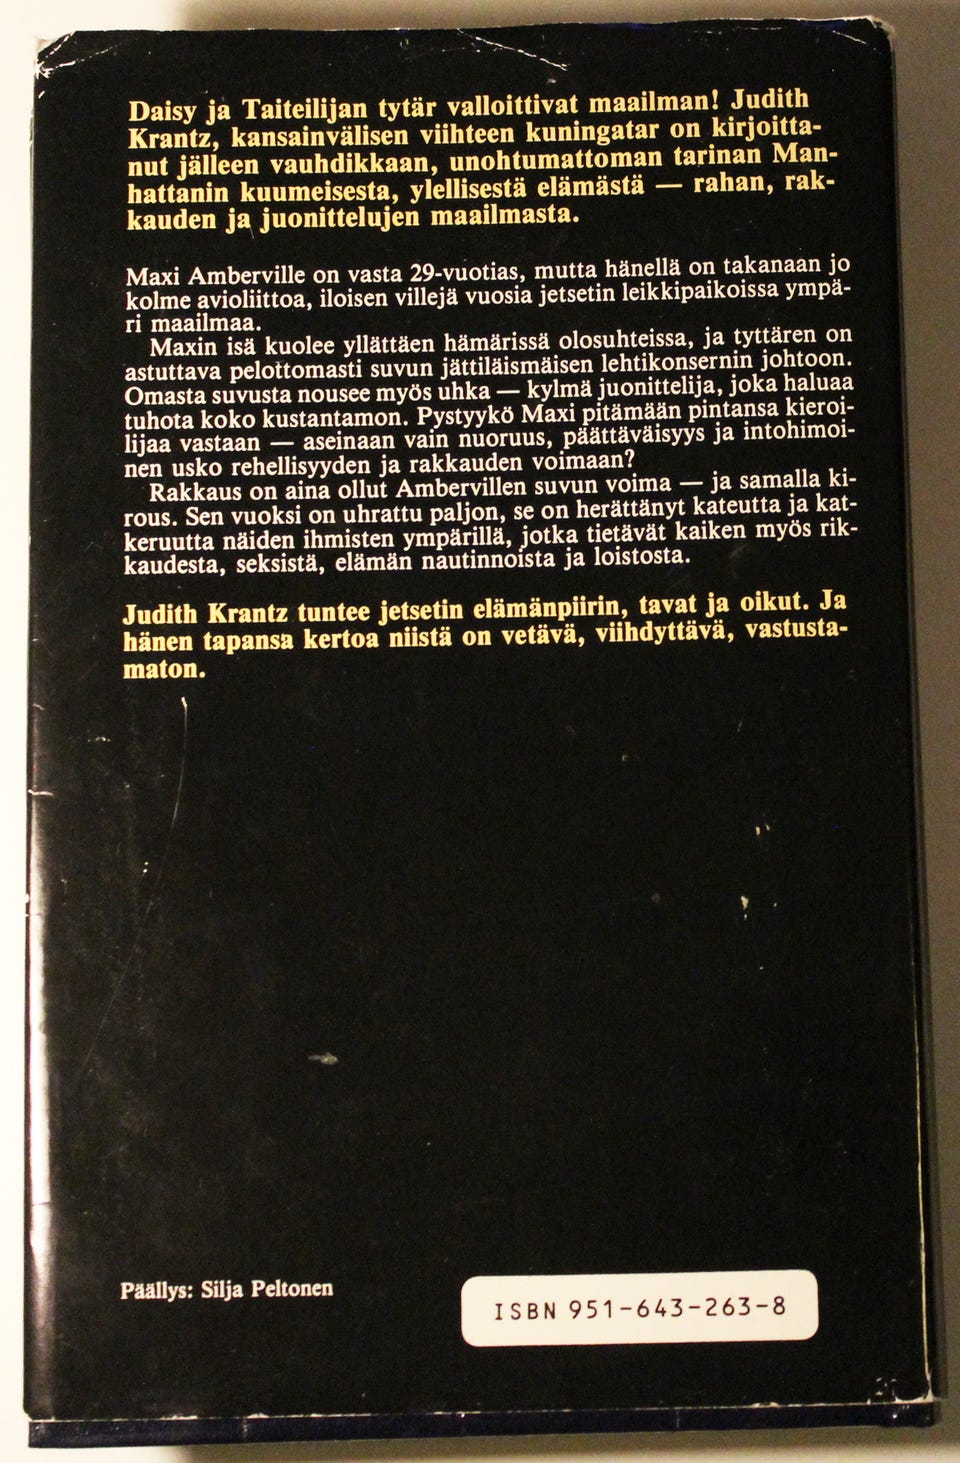 Daisy ja Taiteilijan tytär valloittivat maailman! Judith
Krantz, kansainvälisen viihteen kuningatar on kirjoitta-
nut jälleen vauhdikkaan, unohtumattoman tarinan Man-
hattanin kuumeisesta, ylellisestä elämästä — rahan, rak-
kauden ja juonittelujen maailmasta.
Maxi Amberville on vasta 29-vuotias, mutta hänellä on takanaan jo
kolme avioliittoa, iloisen villejä vuosia jetsetin leikkipaikoissa ympä-
ri maailmaa.
Maxin isä kuolee yllättäen hämärissä olosuhteissa, ja tyttären on
astuttava pelottomasti suvun jättiläismäisen lehtikonsernin johtoon.
Omasta suvusta nousee myös uhka — kylmä juonittelija, joka haluaa
tuhota koko kustantamon. Pystyykö Maxi pitämään pintansa kieroi-
lijaa vastaan — aseinaan vain nuoruus, päättäväisyys ja intohimoi-
nen usko rehellisyyden ja rakkauden voimaan?
Rakkaus on aina ollut Ambervillen suvun voima — ja samalla ki-
rous. Sen vuoksi on uhrattu paljon, se on herättänyt kateutta ja kat-
keruutta näiden ihmisten ympärillä, jotka tietävät kaiken myös rik-
kaudesta, seksistä, elämän nautinnoista ja loistosta.
Judith Krantz tuntee jetsetin elämänpiirin, tavat ja oikut. Ja
hänen tapansa kertoa niistä on vetävä, viihdyttävä, vastusta-
maton.
Päällys: Silja Peltonen
ISBN 951-643-263-8